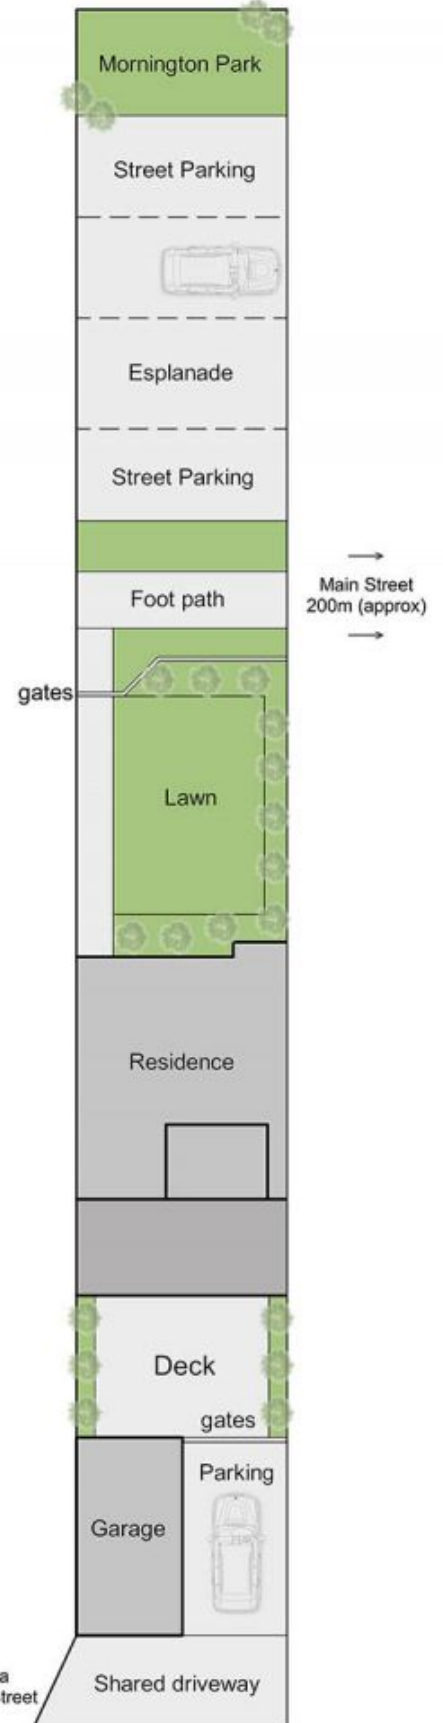 Mornington Park
Street Parking
Esplanade
Street Parking
Foot path
Main Street
200m (approx)
gates
Lawn
Residence
Deck
gates
Parking
Garage
a
treet
Shared driveway